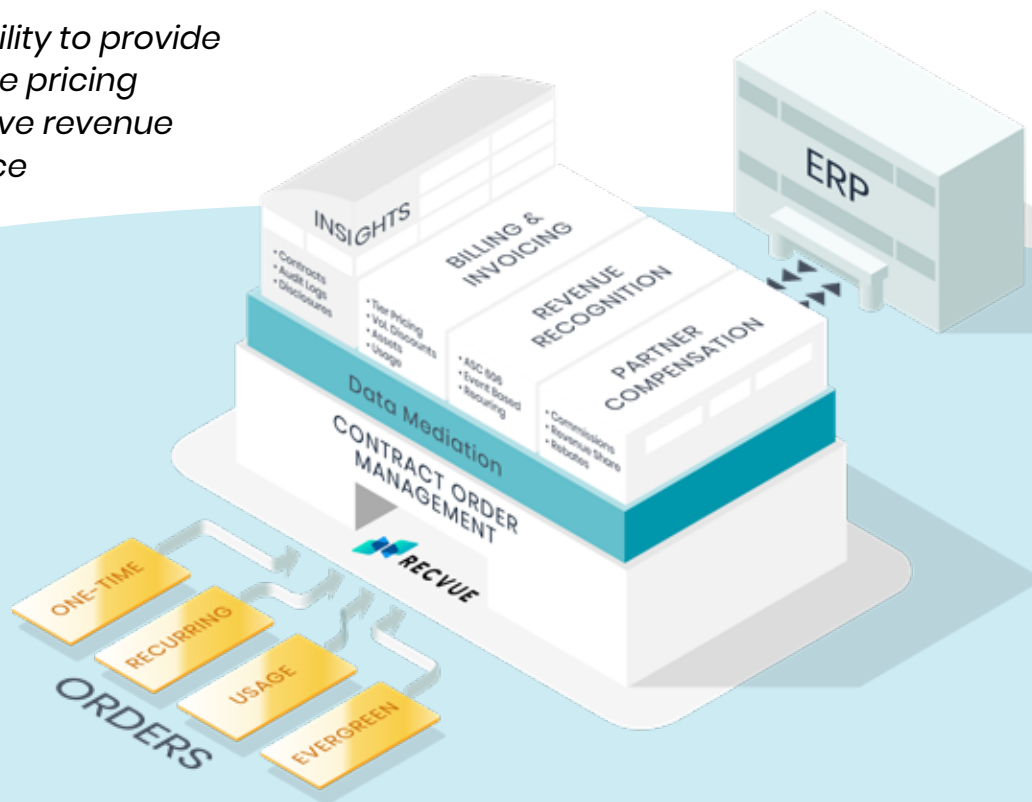 ility to provide
e pricing
ve revenue
ce
ERP
INSIGHTS
• Contracts
• Audit Logs
• Disclosures
BILLING &
INVOICING
• Tier Pricing
• Vol. Discounts
• Assets
• Usage
REVENUE
RECOGNITION
• ASC 606
• Event Based
• Recuring
PARTNER
COMPENSATION
• Commissions
• Revenue Share
• Rebates
Data Mediation
CONTRACT ORDER
MANAGEMENT
RECVUE
ONE-TIME
RECURRING
USAGE
EVERGREEN
ORDERS